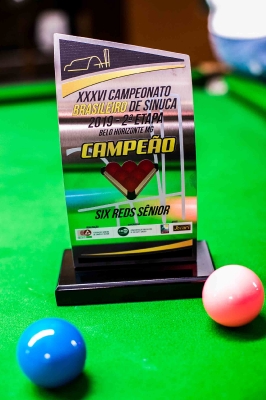 XXXVI CAMPEONATO
BRASILEIRO DE SINUCA
2019 - 2ª ETAPA
BELO HORIZONTE MG
CAMPEÃO
SIX REDS SÊNIOR